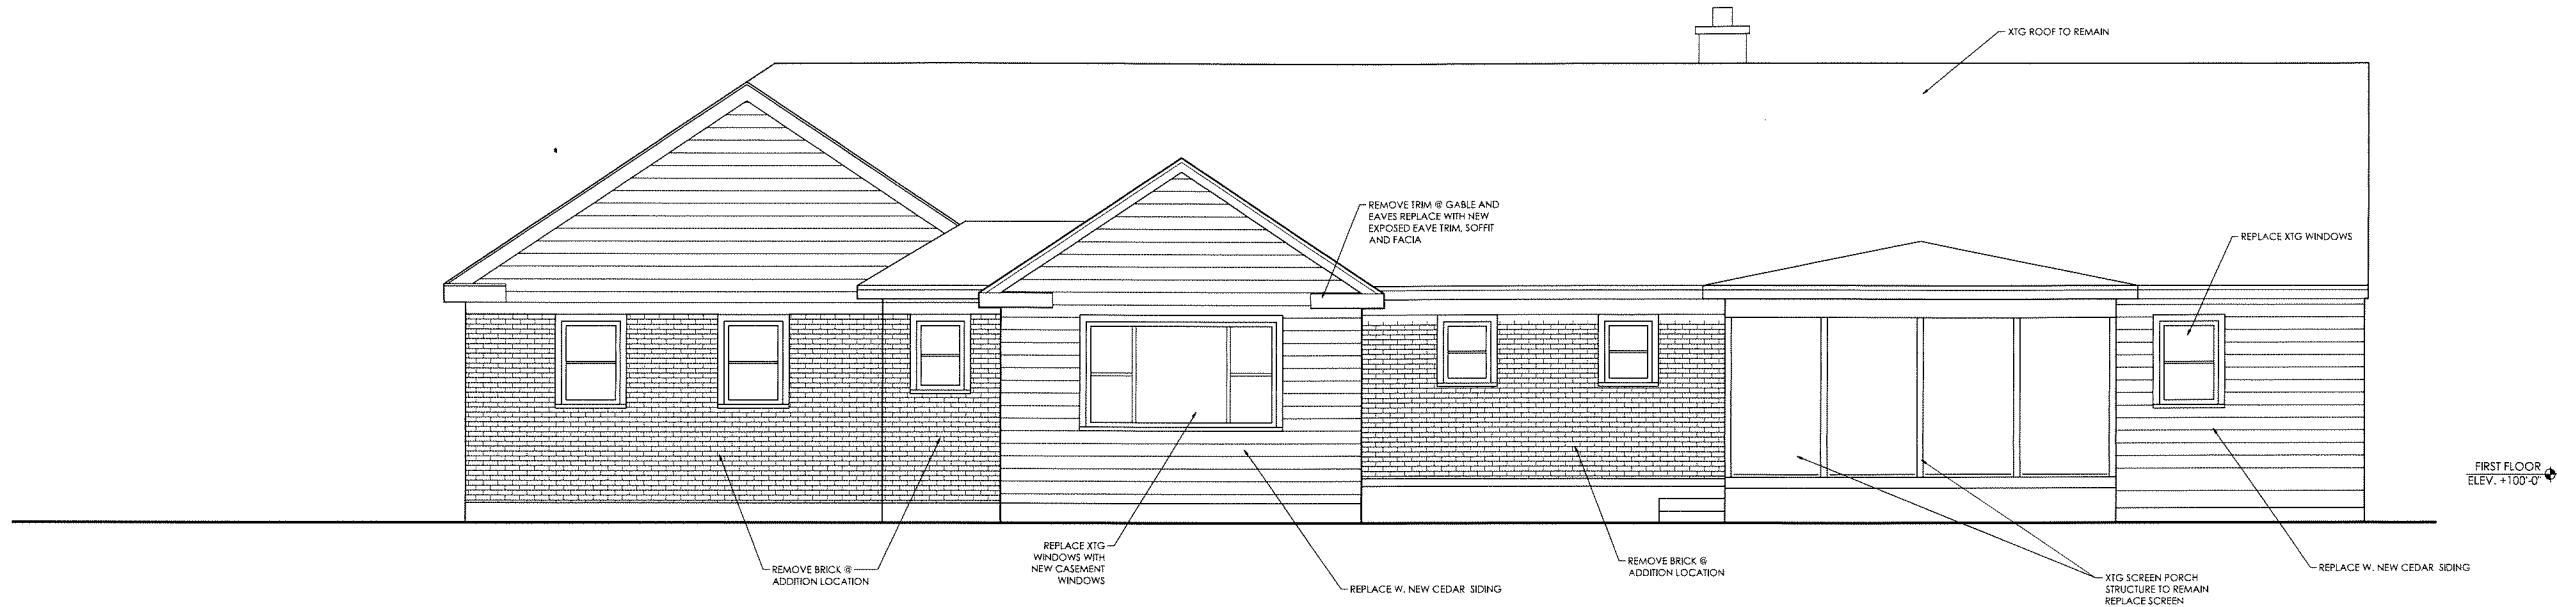 XTG ROOF TO REMAIN
REMOVE TRIM @ GABLE AND
EAVES REPLACE WITH NEW
EXPOSED EAVE TRIM, SOFFIT
AND FACIA
REPLACE XTG WINDOWS
FIRST FLOOR
ELEV. +100'-0"
REMOVE BRICK @
ADDITION LOCATION
REPLACE XTG
WINDOWS WITH
NEW CASEMENT
WINDOWS
REPLACE W. NEW CEDAR SIDING
REMOVE BRICK @
ADDITION LOCATION
XTG SCREEN PORCH
STRUCTURE TO REMAIN
REPLACE SCREEN
REPLACE W. NEW CEDAR SIDING